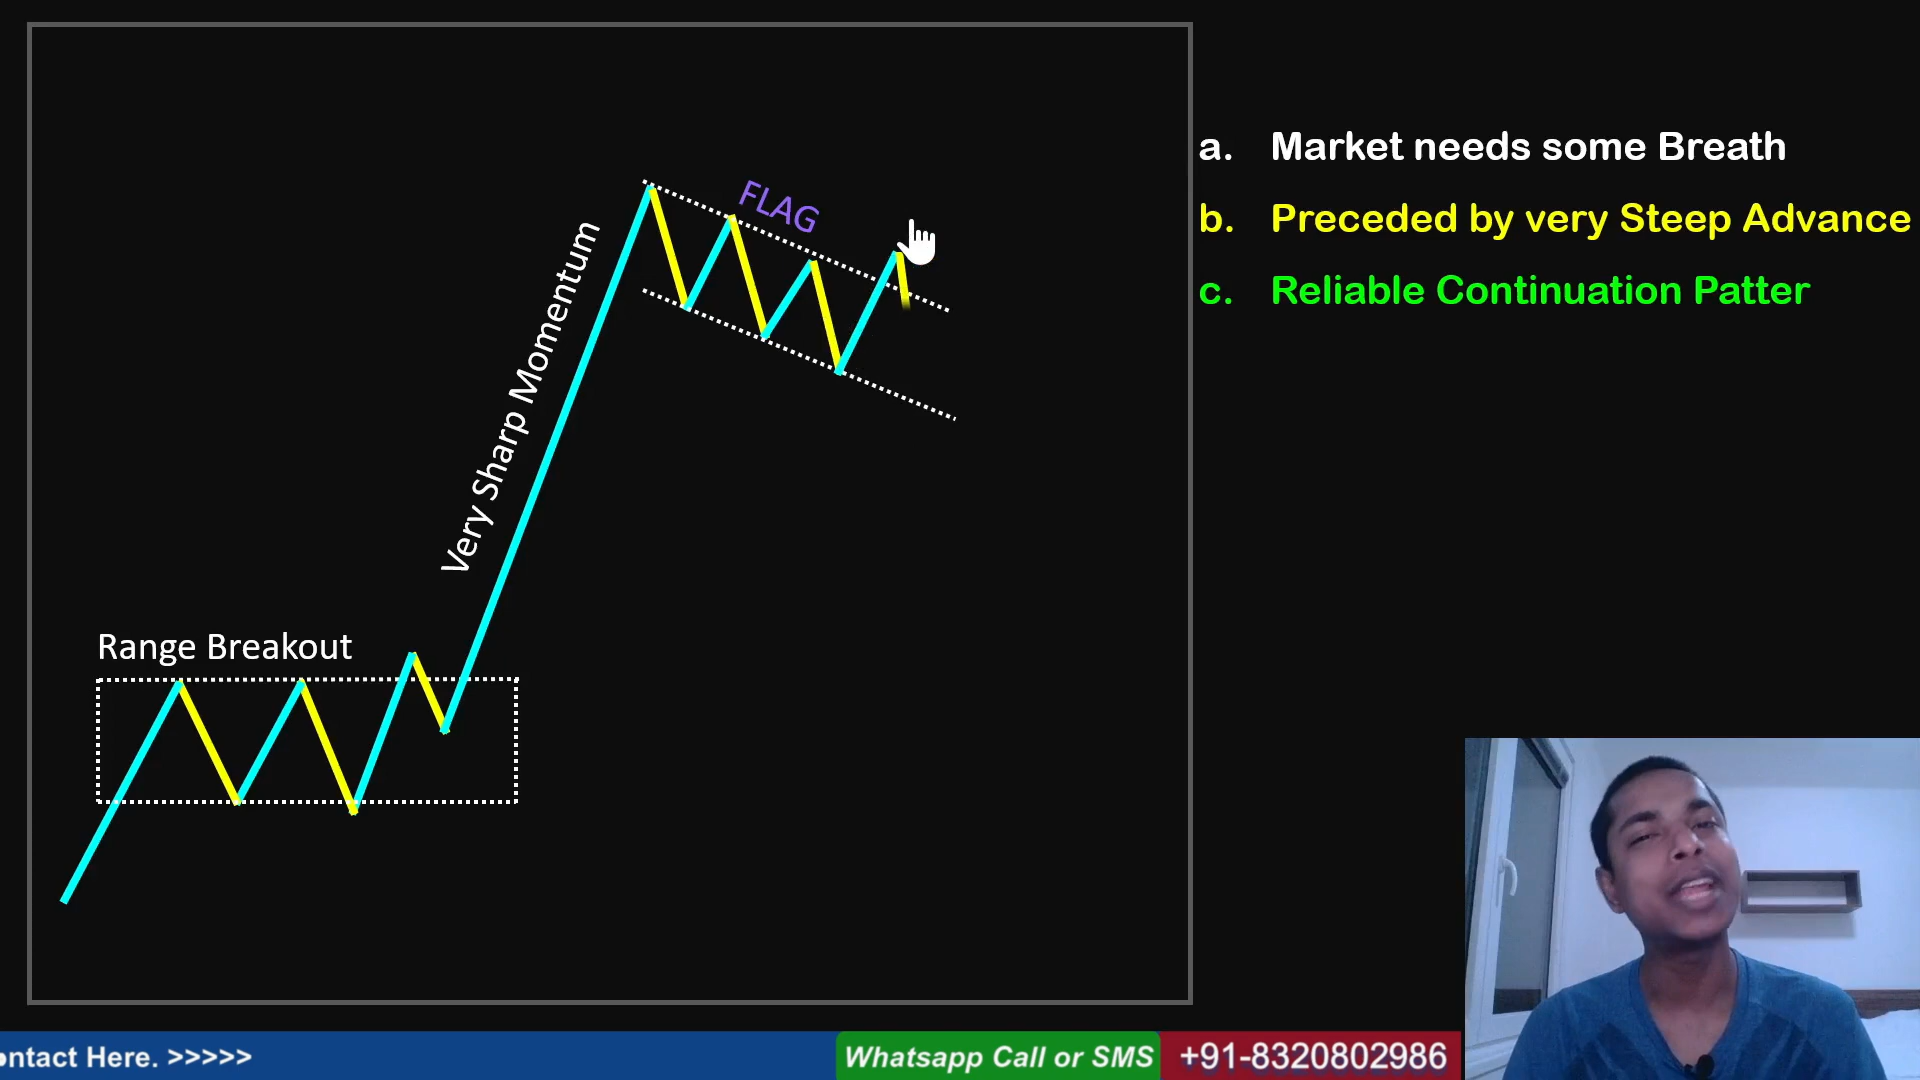 a. Market needs some Breath
b. Preceded by very Steep Advance
c. Reliable Continuation Patter
FLAG
Very Sharp Momentum
Range Breakout
Here. >>>>>
Whatsapp Call or SMS
+91-8320802986